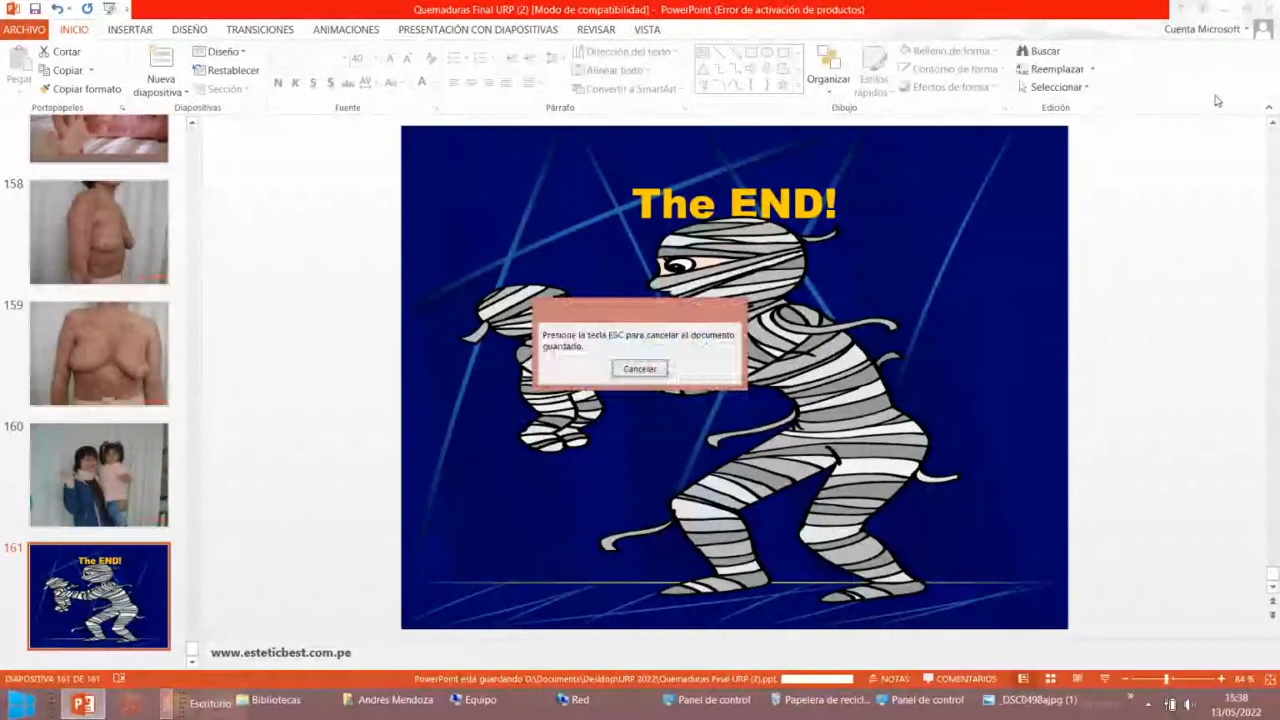 Quemaduras Final URP (2) [Modo de compatibilidad] - PowerPoint (Error de activación de productos)
ARCHIVO INICIO INSERTAR DISEÑO TRANSICIONES ANIMACIONES PRESENTACIÓN CON DIAPOSITIVAS REVISAR VISTA
Cuenta Microsoft
Pegar
Cortar
Copiar
Copiar formato
Portapapeles
Nueva
diapositiva
Diseño
Restablecer
Sección
Diapositivas
40
N K S S abc AV Aa A
Fuente
Dirección del texto
Alinear texto
Convertir a SmartArt
Párrafo
Organizar
Estilos
rápidos
Relleno de forma
Contorno de forma
Efectos de forma
Dibujo
Buscar
Reemplazar
Seleccionar
Edición
158
159
160
161
The END!
The END!
Presione la tecla ESC para cancelar el documento
guardado.
Cancelar
www.esteticbest.com.pe
DIAPOSITIVA 161 DE 161
PowerPoint está guardando D:\Documents\Desktop\URP 2022\Quemaduras Final URP (2).ppt.
NOTAS
COMENTARIOS
84 %
Escritorio
Bibliotecas
Andrés Mendoza
Equipo
Red
Panel de control
Papelera de recicl...
Panel de control
_DSC0498ajpg (1)
15:38
13/05/2022